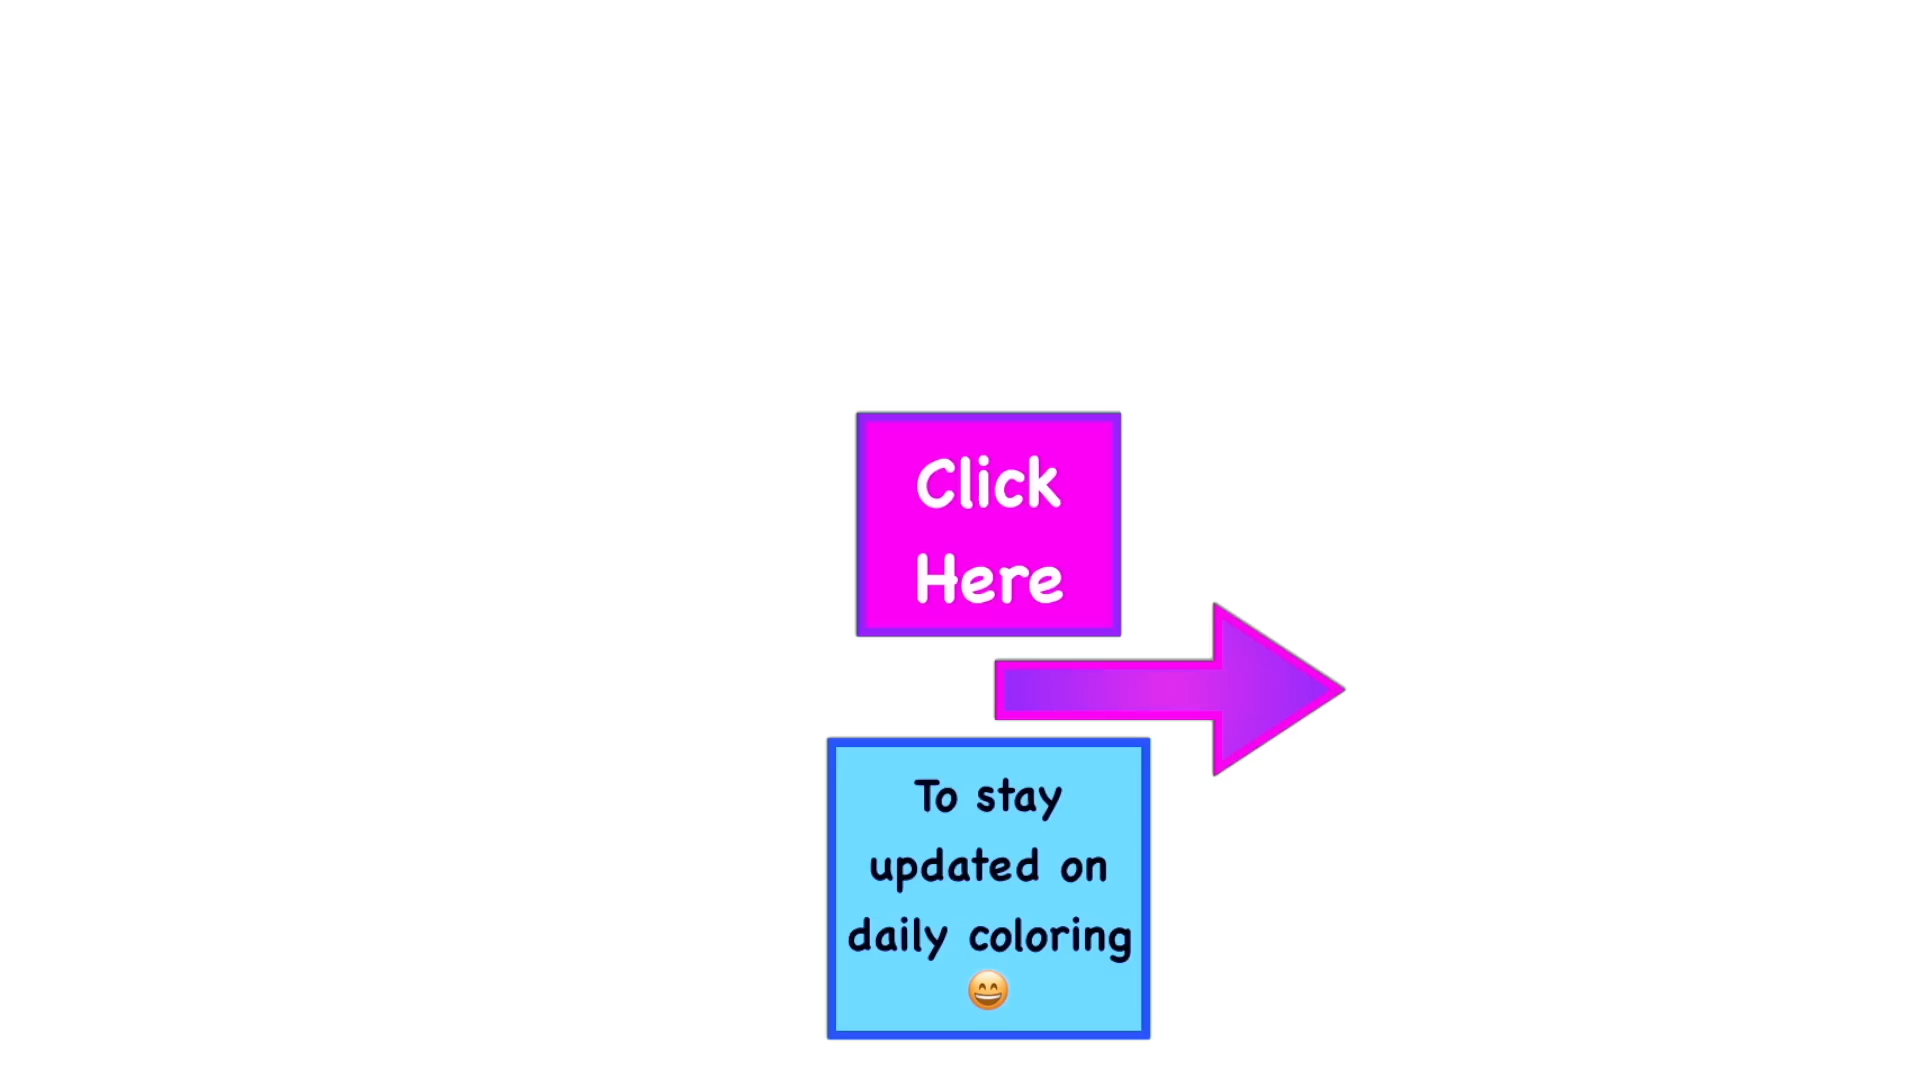 Click
Here
To stay
updated on
daily coloring
😄